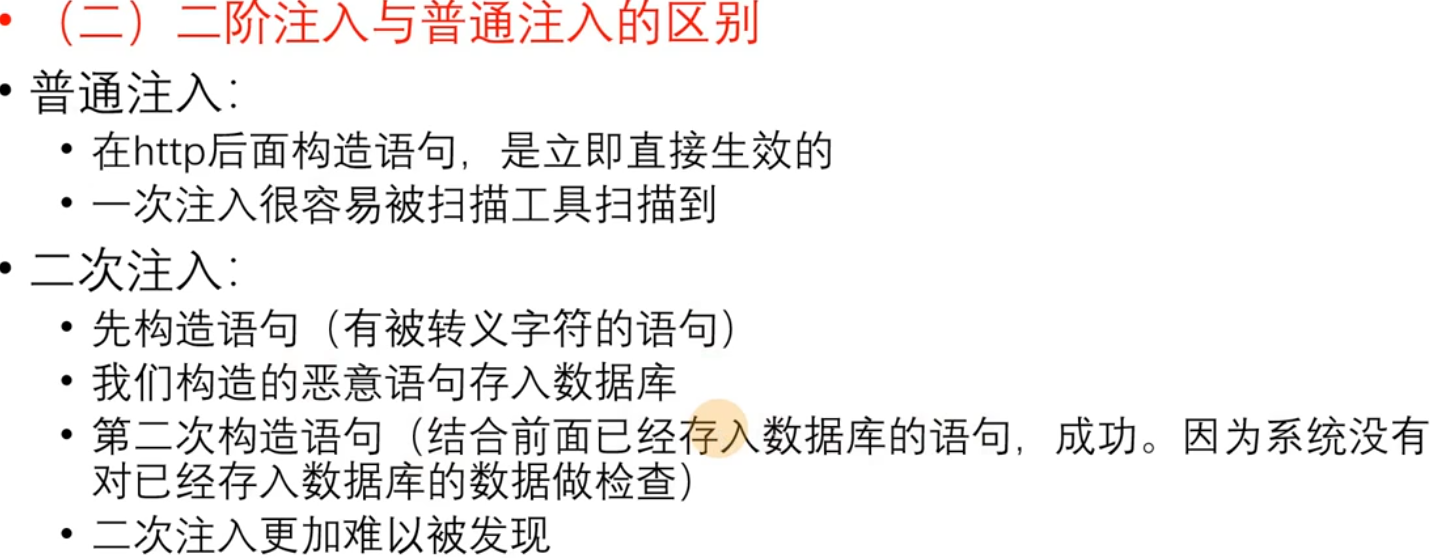 • （二）二阶注入与普通注入的区别
• 普通注入：
• 在http后面构造语句，是立即直接生效的
• 一次注入很容易被扫描工具扫描到
• 二次注入：
• 先构造语句（有被转义字符的语句）
• 我们构造的恶意语句存入数据库
• 第二次构造语句（结合前面已经存入数据库的语句，成功。因为系统没有
对已经存入数据库的数据做检查）
• 二次注入更加难以被发现